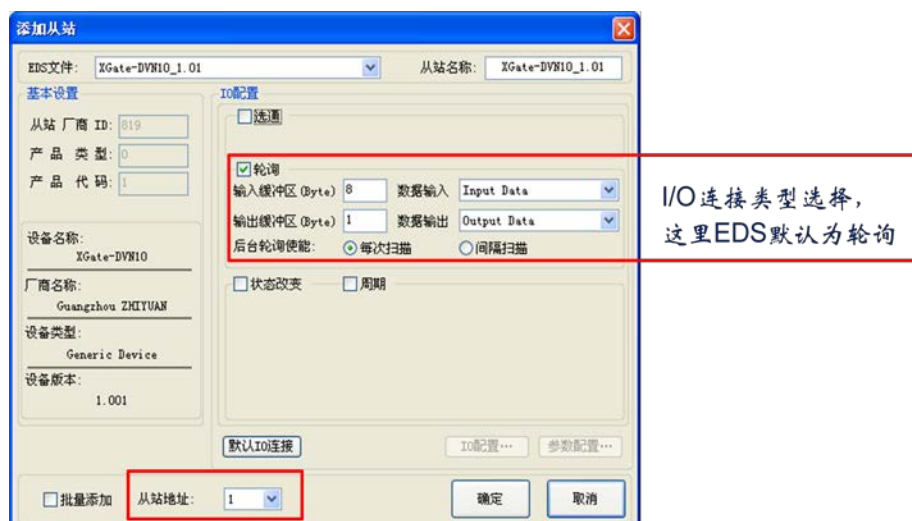 添加从站
EDS文件: XGate-DVN10_1.01 从站名称: XGate-DVN10_1.01
基本设置
从站厂商 ID: 819
产品类型: 0
产品代码: 1
设备名称:
XGate-DVN10
厂商名称:
Guangzhou ZHIYUAN
设备类型:
Generic Device
设备版本:
1.001
IO配置
选通
轮询
输入缓冲区(Byte) 8 数据输入 Input Data
输出缓冲区(Byte) 1 数据输出 Output Data
后台轮询使能: 每次扫描 间隔扫描
状态改变 周期
默认IO连接 IO配置… 参数配置…
批量添加 从站地址: 1 确定 取消
I/O连接类型选择,
这里EDS默认为轮询